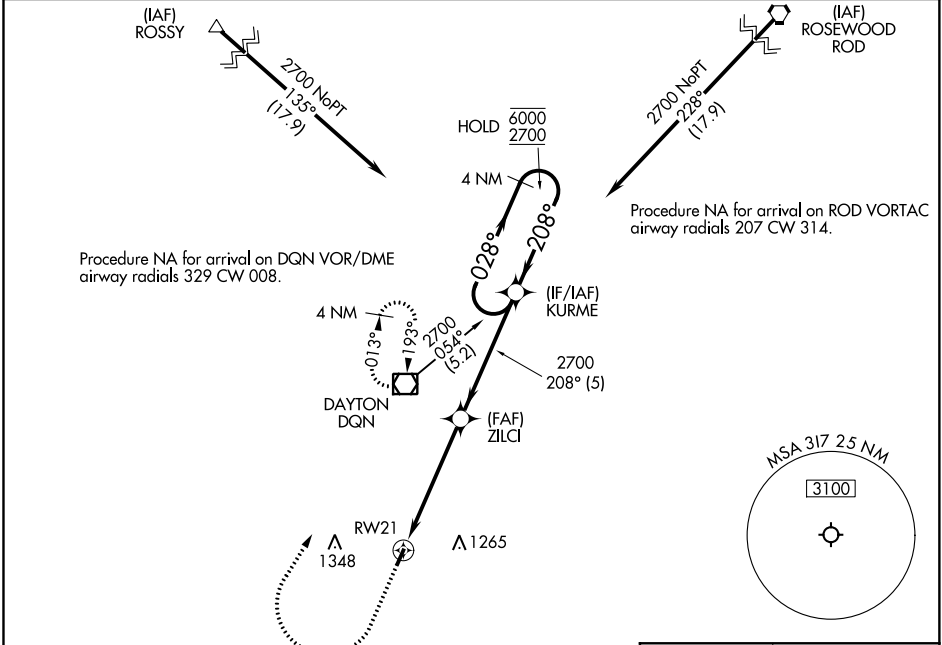 (IAF)
ROSSY
2700 NoPT
135°
(17.9)
(IAF)
ROSEWOOD
ROD
2700 NoPT
228°
(17.9)
HOLD
6000
2700
4 NM
028°
208°
Procedure NA for arrival on ROD VORTAC
airway radials 207 CW 314.
Procedure NA for arrival on DQN VOR/DME
airway radials 329 CW 008.
(IF/IAF)
KURME
4 NM
013°
193°
2700
054°
(5.2)
2700
208° (5)
DAYTON
DQN
(FAF)
ZILCI
MSA 3I7 25 NM
3100
RW21
1348
1265